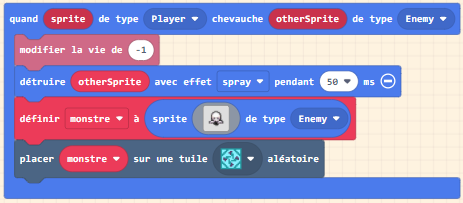 quand sprite de type Player chevauche otherSprite de type Enemy
modifier la vie de -1
détruire otherSprite avec effet spray pendant 50 ms
définir monstre à sprite de type Enemy
placer monstre sur une tuile aléatoire